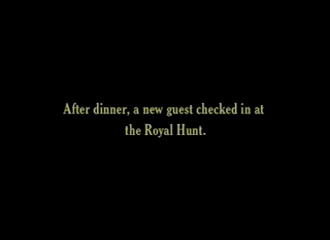 After dinner, a new guest checked in at
the Royal Hunt.